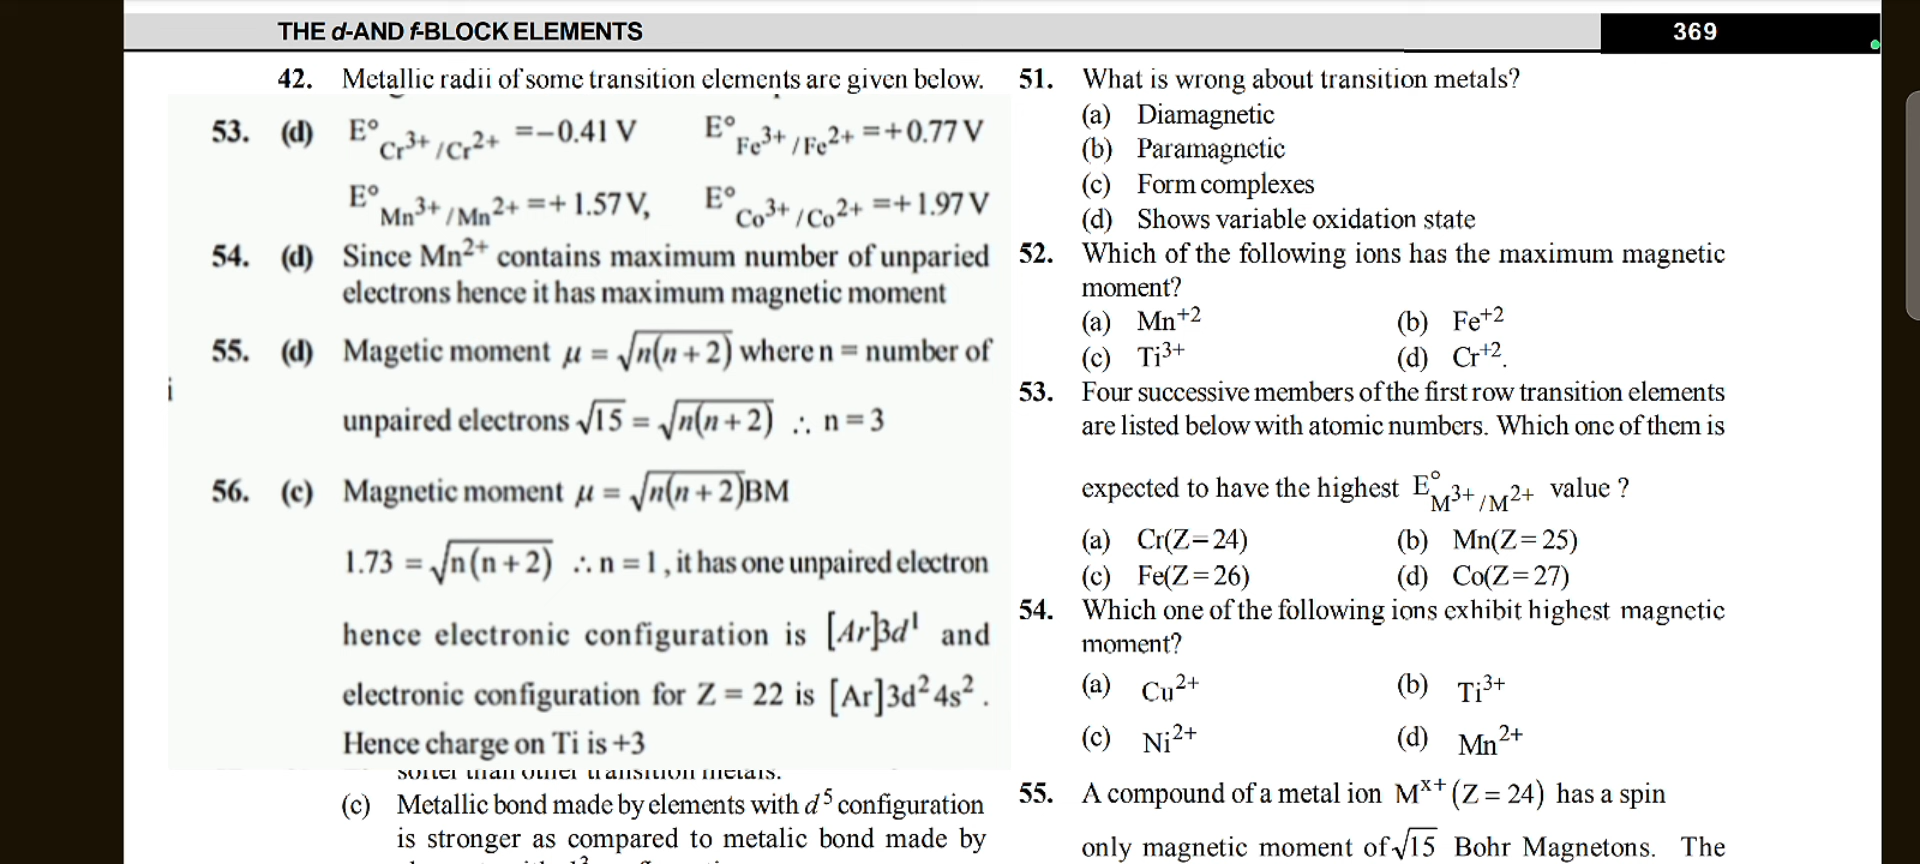 THE d-AND f-BLOCK ELEMENTS
369
42. Metallic radii of some transition elements are given below.
53. (d) E°Cr³⁺/Cr²⁺ =−0.41 V E°Fe³⁺/Fe²⁺ =+0.77 V
E°Mn³⁺/Mn²⁺ =+ 1.57 V, E°Co³⁺/Co²⁺ =+1.97 V
54. (d) Since Mn²⁺ contains maximum number of unparied
electrons hence it has maximum magnetic moment
55. (d) Magetic moment μ = √n(n + 2) where n = number of
unpaired electrons √15 = √n(n + 2) ∴ n = 3
56. (c) Magnetic moment μ = √n(n + 2)BM
1.73 = √n(n + 2) ∴ n = 1, it has one unpaired electron
hence electronic configuration is [Ar]3d¹ and
electronic configuration for Z = 22 is [Ar]3d²4s².
Hence charge on Ti is +3
softer than other transition metals.
(c) Metallic bond made by elements with d⁵ configuration
is stronger as compared to metalic bond made by
51. What is wrong about transition metals?
(a) Diamagnetic
(b) Paramagnetic
(c) Form complexes
(d) Shows variable oxidation state
52. Which of the following ions has the maximum magnetic
moment?
(a) Mn⁺² (b) Fe⁺²
(c) Ti³⁺ (d) Cr⁺².
53. Four successive members of the first row transition elements
are listed below with atomic numbers. Which one of them is
expected to have the highest E°M³⁺/M²⁺ value ?
(a) Cr(Z=24) (b) Mn(Z=25)
(c) Fe(Z=26) (d) Co(Z=27)
54. Which one of the following ions exhibit highest magnetic
moment?
(a) Cu²⁺ (b) Ti³⁺
(c) Ni²⁺ (d) Mn²⁺
55. A compound of a metal ion Mˣ⁺ (Z = 24) has a spin
only magnetic moment of √15 Bohr Magnetons. The